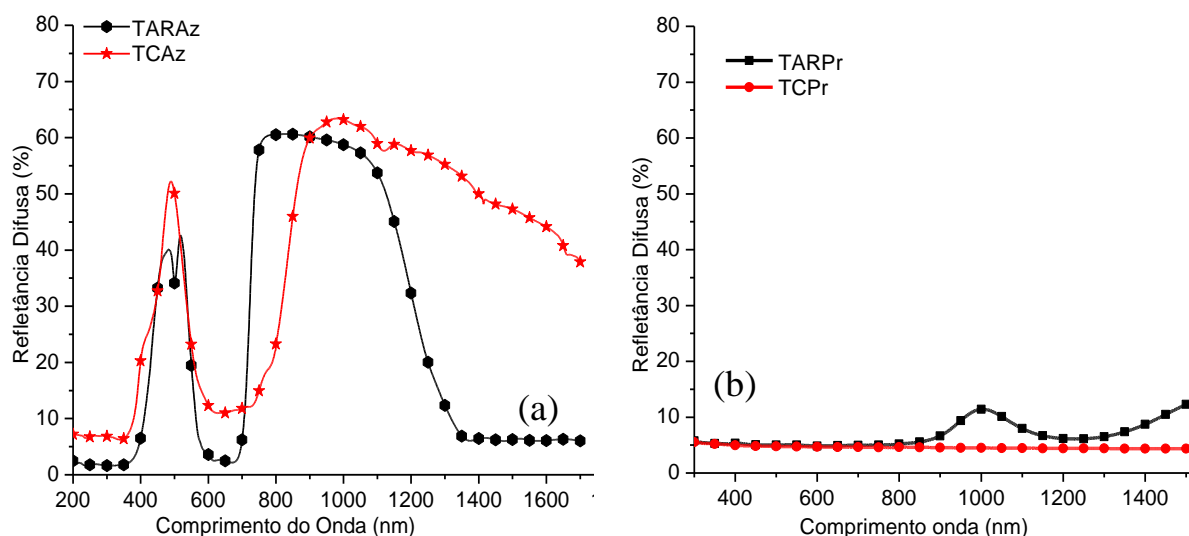 TARAz
TCAz
80
70
60
50
40
30
20
10
0
Refletância Difusa (%)
200 400 600 800 1000 1200 1400 1600
Comprimento do Onda (nm)
(a)
TARPr
TCPr
80
70
60
50
40
30
20
10
0
Refletância Difusa (%)
400 600 800 1000 1200 1400
Comprimento onda (nm)
(b)